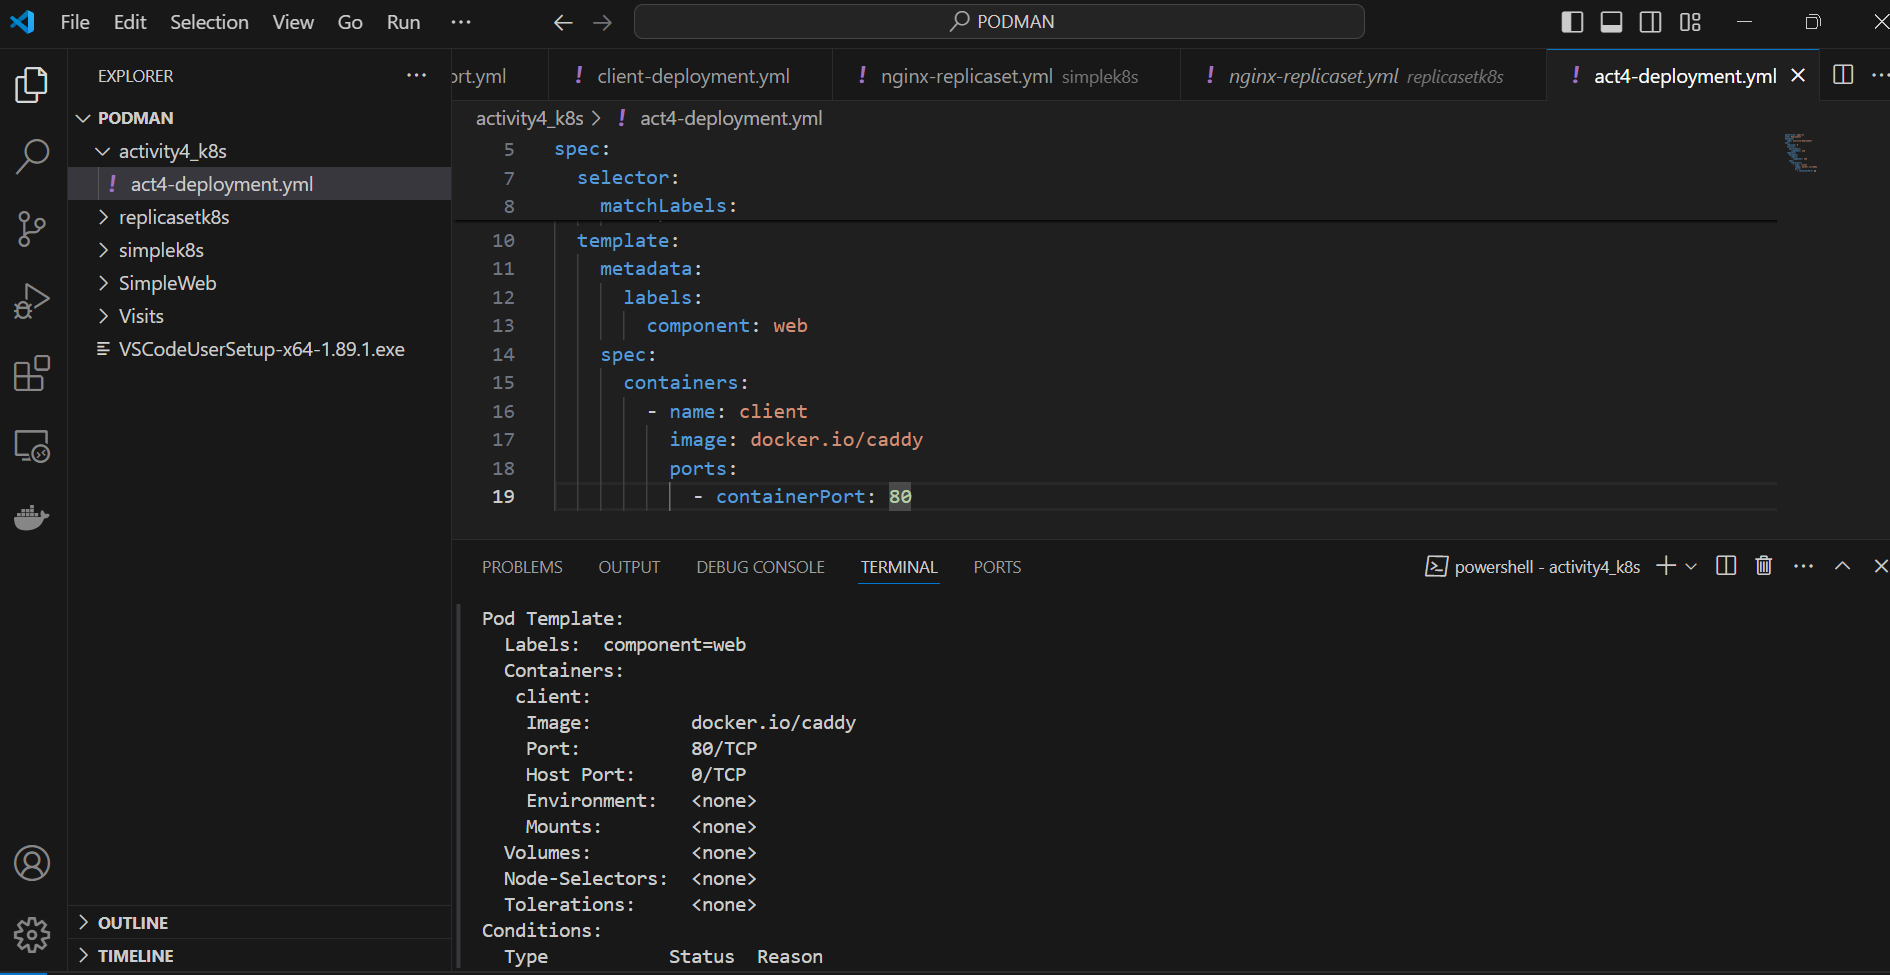 File Edit Selection View Go Run ···
PODMAN
EXPLORER
PODMAN
activity4_k8s
! act4-deployment.yml
replicasetk8s
simplek8s
SimpleWeb
Visits
VSCodeUserSetup-x64-1.89.1.exe
OUTLINE
TIMELINE
ort.yml
! client-deployment.yml
! nginx-replicaset.yml simplek8s
! nginx-replicaset.yml replicasetk8s
! act4-deployment.yml
activity4_k8s > ! act4-deployment.yml
5 spec:
7 selector:
8 matchLabels:
10 template:
11 metadata:
12 labels:
13 component: web
14 spec:
15 containers:
16 - name: client
17 image: docker.io/caddy
18 ports:
19 - containerPort: 80
PROBLEMS OUTPUT DEBUG CONSOLE TERMINAL PORTS
powershell - activity4_k8s
Pod Template:
Labels: component=web
Containers:
client:
Image: docker.io/caddy
Port: 80/TCP
Host Port: 0/TCP
Environment: <none>
Mounts: <none>
Volumes: <none>
Node-Selectors: <none>
Tolerations: <none>
Conditions:
Type Status Reason